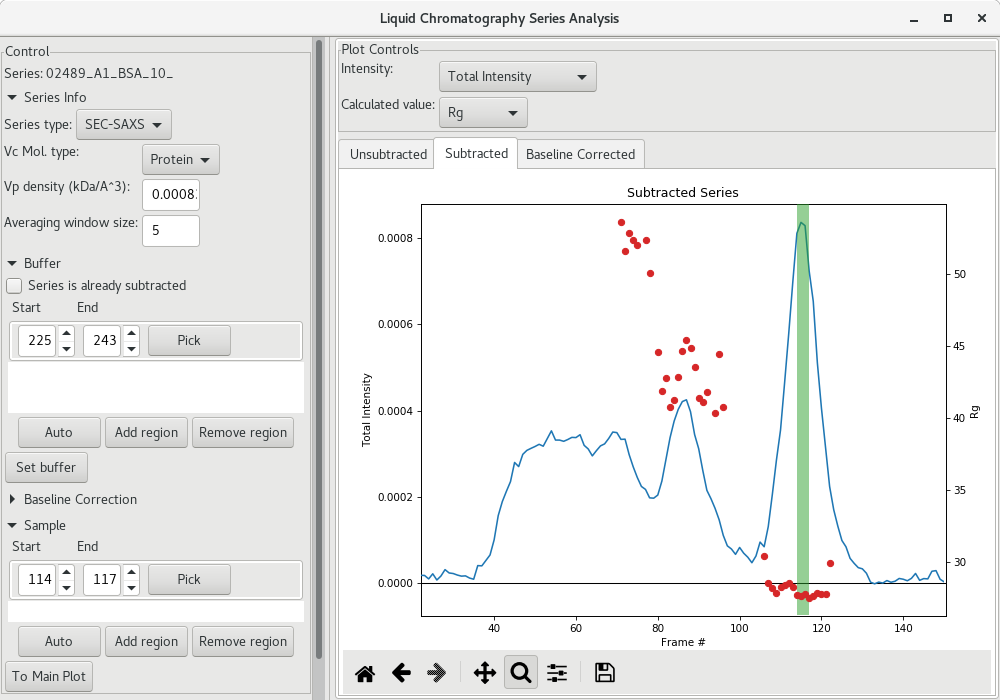 Liquid Chromatography Series Analysis
Control
Series: 02489_A1_BSA_10_
Series Info
Series type: SEC-SAXS
Vc Mol. type: Protein
Vp density (kDa/A^3): 0.0008
Averaging window size: 5
Buffer
Series is already subtracted
Start End
225 243 Pick
Auto Add region Remove region
Set buffer
Baseline Correction
Sample
Start End
114 117 Pick
Auto Add region Remove region
To Main Plot
Plot Controls
Intensity: Total Intensity
Calculated value: Rg
Unsubtracted Subtracted Baseline Corrected
Subtracted Series
Total Intensity
0.0008
0.0006
0.0004
0.0002
0.0000
50
45
40
35
30
Rg
40 60 80 100 120 140
Frame #